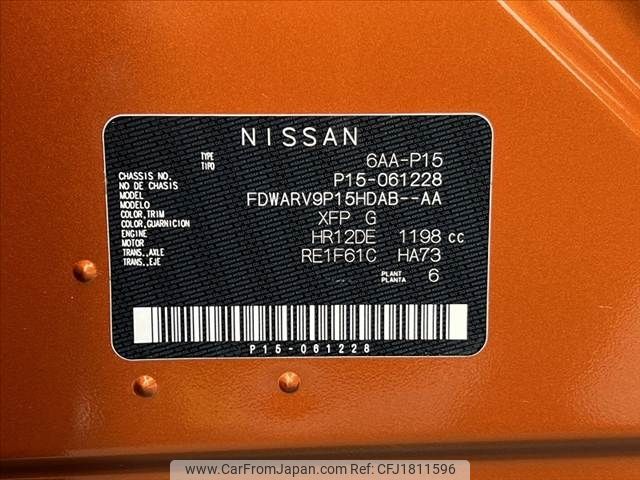 NISSAN
TYPE 6AA-P15
TIPO
CHASSIS NO. P15-061228
NO DE CHASIS
MODEL FDWARV9P15HDAB--AA
MODELO
COLOR,TRIM XFP G
COLOR,GUARNICION
ENGINE HR12DE 1198 cc
MOTOR
TRANS.,AXLE RE1F61C HA73
TRANS.,EJE
PLANT 6
PLANTA
P15-061228
www.CarFromJapan.com - CFJ1811596